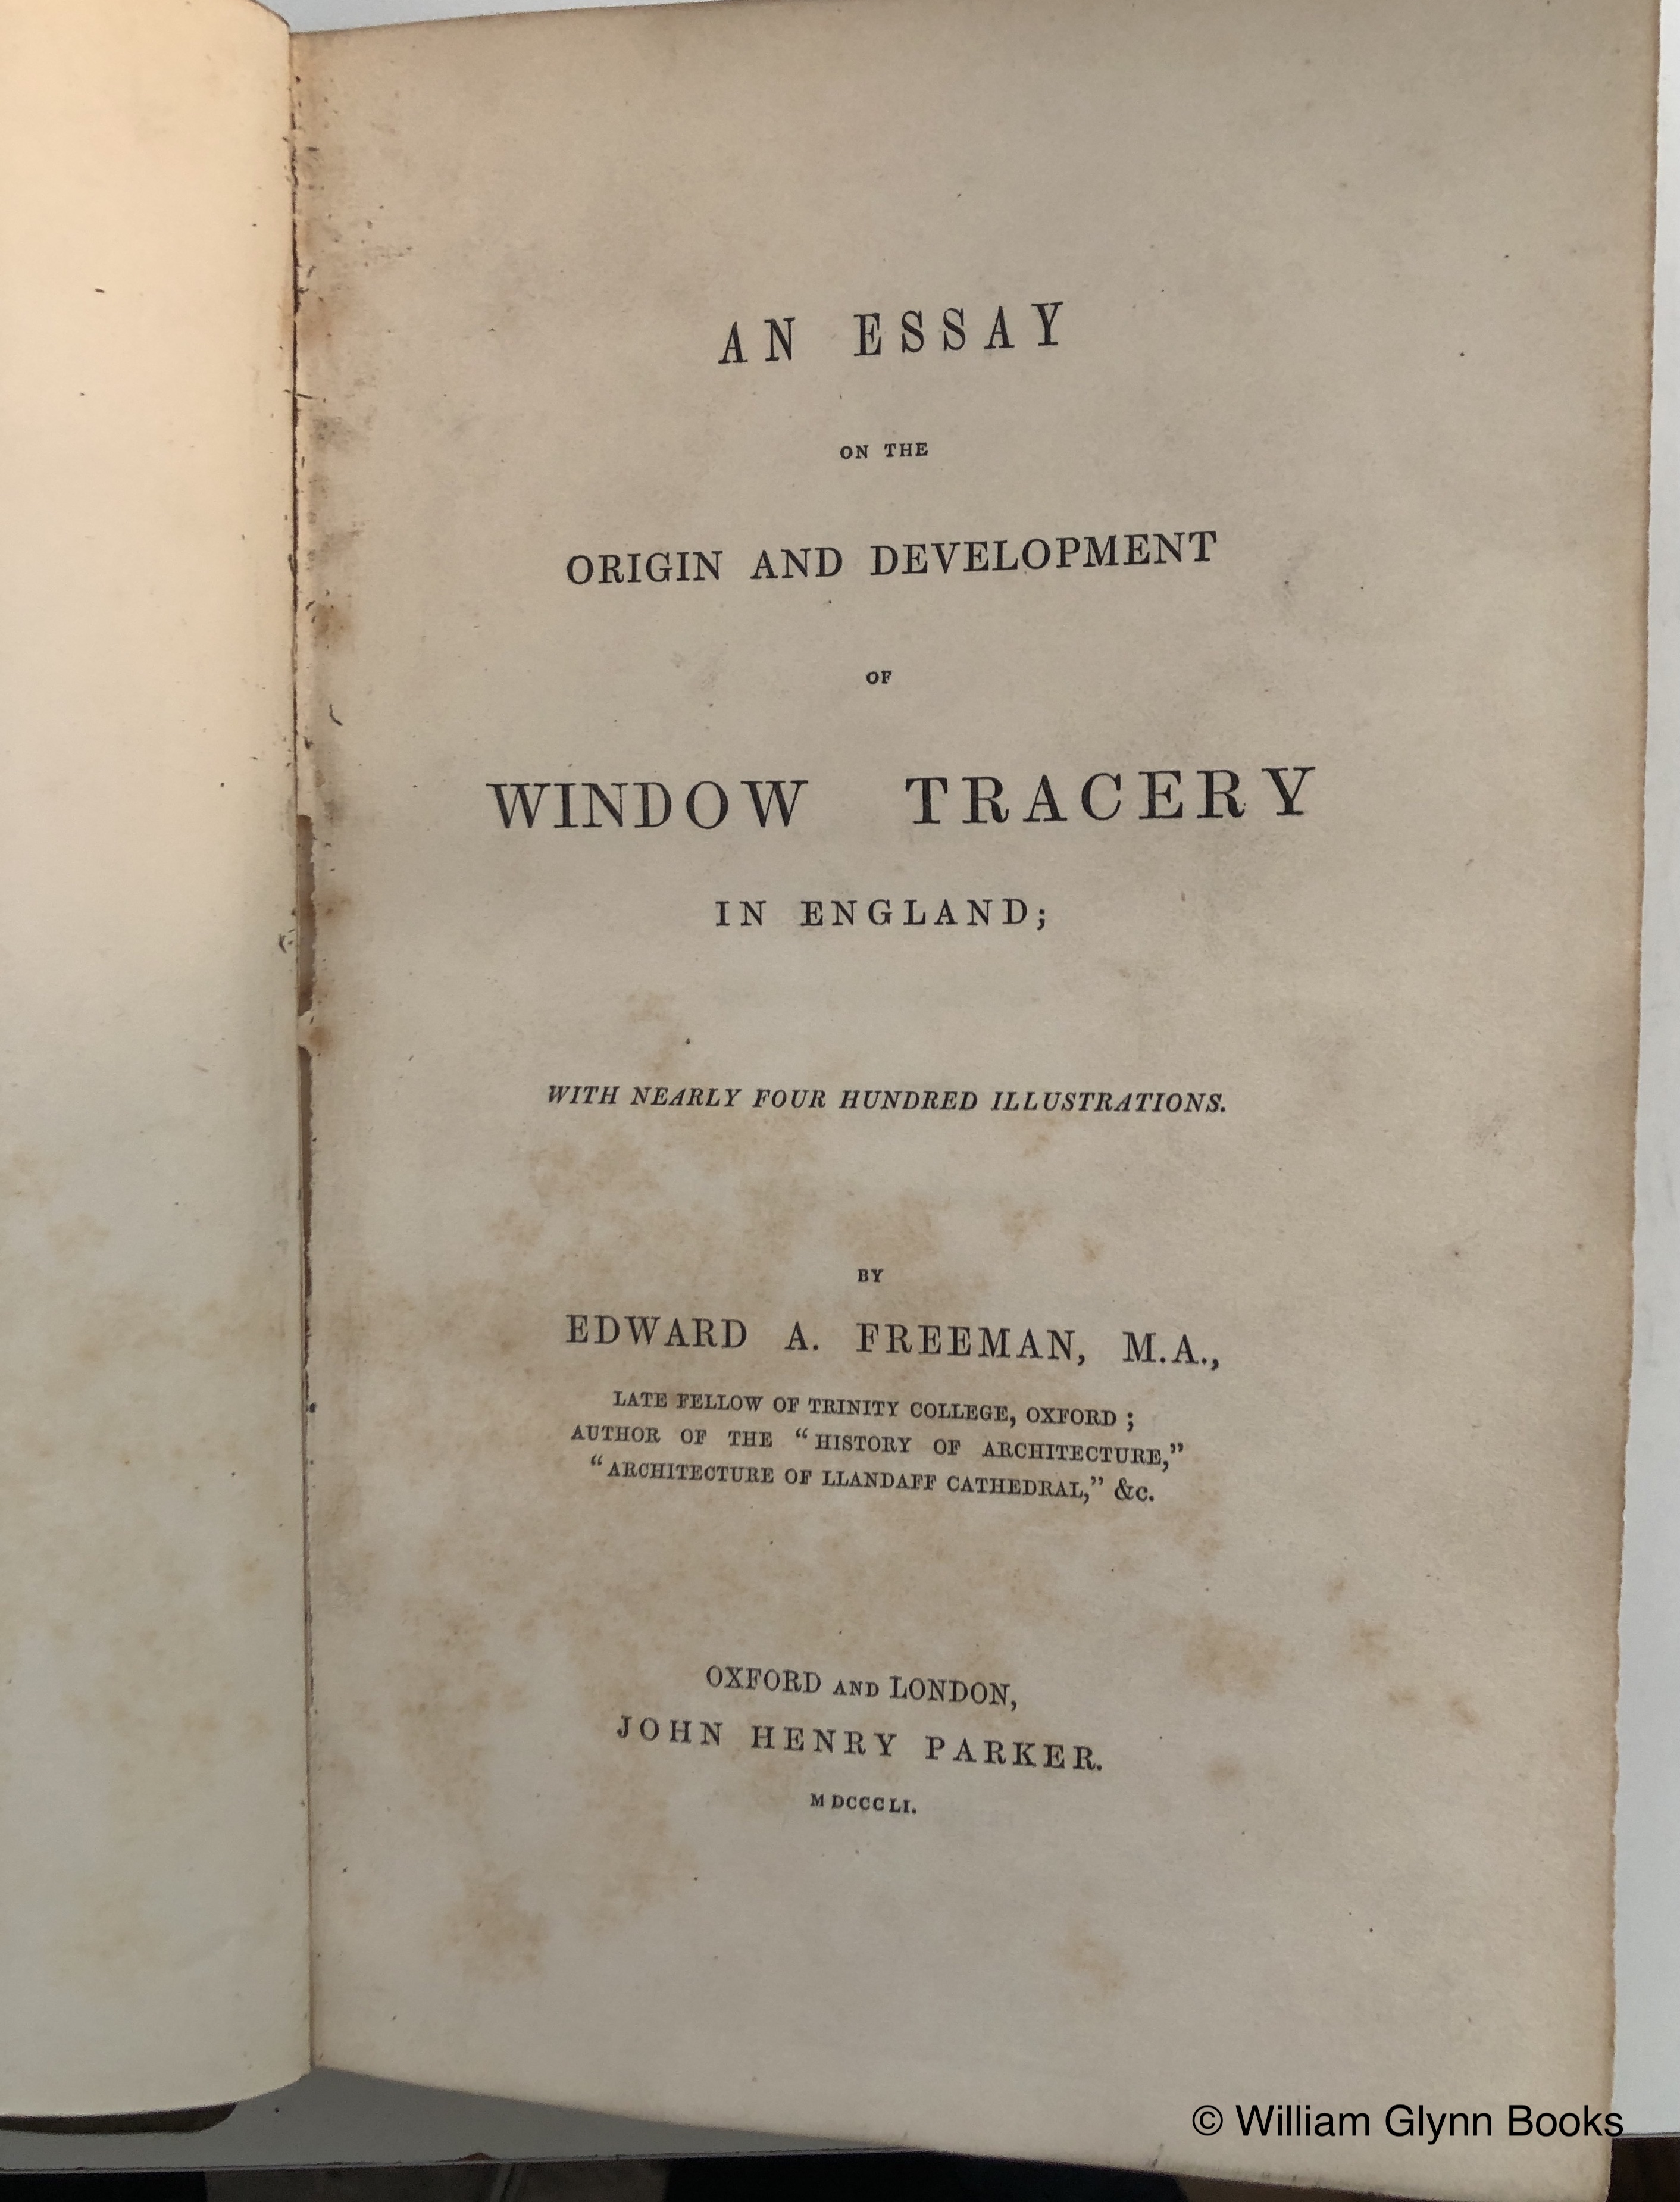 AN ESSAY
ON THE
ORIGIN AND DEVELOPMENT
OF
WINDOW TRACERY
IN ENGLAND;
WITH NEARLY FOUR HUNDRED ILLUSTRATIONS.
BY
EDWARD A. FREEMAN, M.A.,
LATE FELLOW OF TRINITY COLLEGE, OXFORD;
AUTHOR OF THE "HISTORY OF ARCHITECTURE,"
"ARCHITECTURE OF LLANDAFF CATHEDRAL," &c.
OXFORD AND LONDON,
JOHN HENRY PARKER.
MDCCCLI.
© William Glynn Books